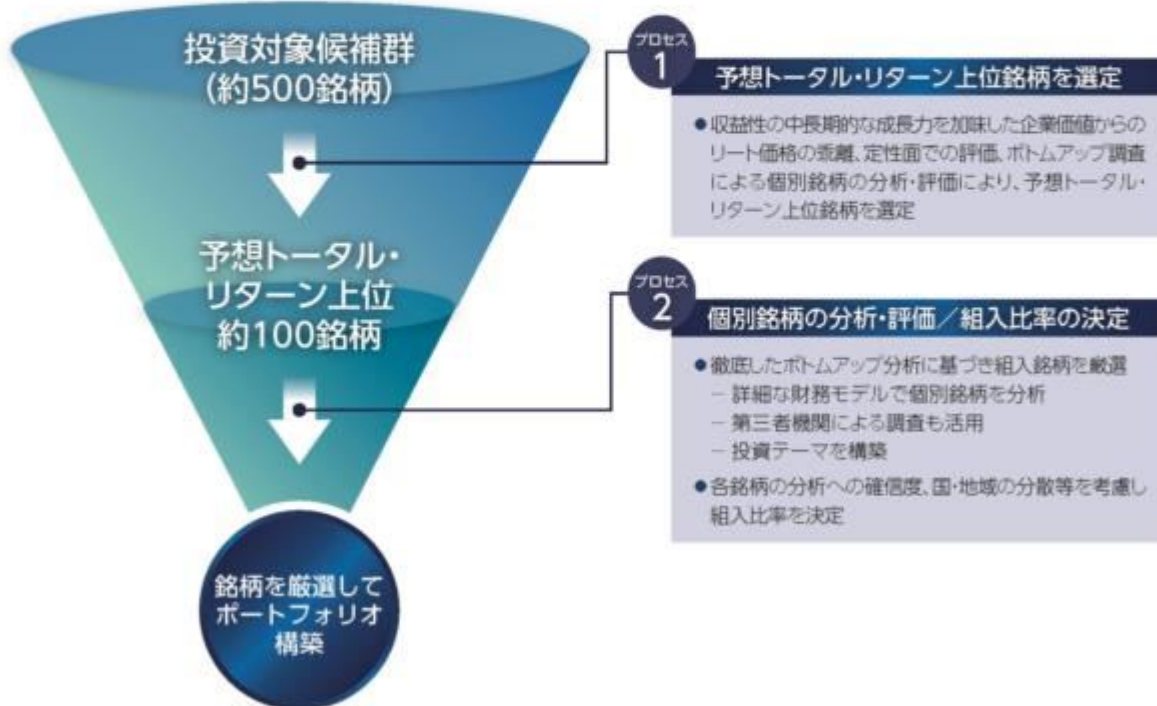 投資対象候補群
(約500銘柄)
予想トータル・
リターン上位
約100銘柄
銘柄を厳選して
ポートフォリオ
構築
プロセス
1
予想トータル・リターン上位銘柄を選定
●収益性の中長期的な成長力を加味した企業価値からの
リート価格の乖離、定性面での評価、ボトムアップ調査
による個別銘柄の分析・評価により、予想トータル・
リターン上位銘柄を選定
プロセス
2
個別銘柄の分析・評価／組入比率の決定
●徹底したボトムアップ分析に基づき組入銘柄を厳選
－ 詳細な財務モデルで個別銘柄を分析
－ 第三者機関による調査も活用
－ 投資テーマを構築
●各銘柄の分析への確信度、国・地域の分散等を考慮し
組入比率を決定